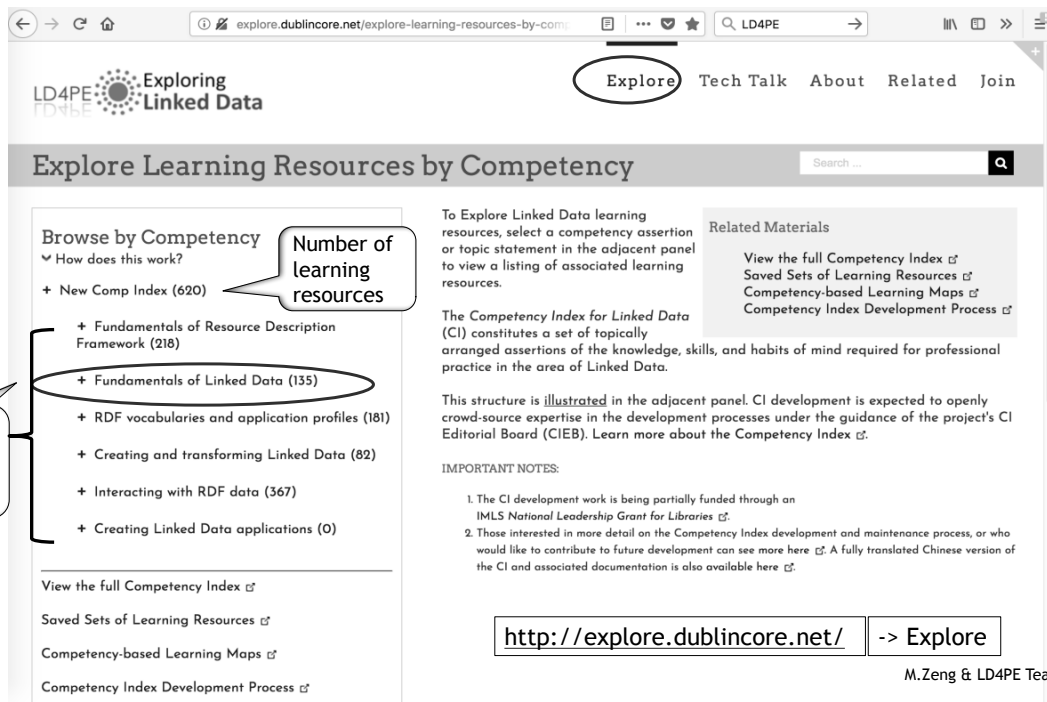 explore.dublincore.net/explore-learning-resources-by-comp
LD4PE
LD4PE
Exploring
Linked Data
Explore Tech Talk About Related Join
Explore Learning Resources by Competency
Search ...
Browse by Competency
How does this work?
+ New Comp Index (620)
Number of
learning
resources
+ Fundamentals of Resource Description
Framework (218)
+ Fundamentals of Linked Data (135)
+ RDF vocabularies and application profiles (181)
+ Creating and transforming Linked Data (82)
+ Interacting with RDF data (367)
+ Creating Linked Data applications (0)
View the full Competency Index
Saved Sets of Learning Resources
Competency-based Learning Maps
Competency Index Development Process
To Explore Linked Data learning
resources, select a competency assertion
or topic statement in the adjacent panel
to view a listing of associated learning
resources.
Related Materials
View the full Competency Index
Saved Sets of Learning Resources
Competency-based Learning Maps
Competency Index Development Process
The Competency Index for Linked Data
(CI) constitutes a set of topically
arranged assertions of the knowledge, skills, and habits of mind required for professional
practice in the area of Linked Data.
This structure is illustrated in the adjacent panel. CI development is expected to openly
crowd-source expertise in the development processes under the guidance of the project's CI
Editorial Board (CIEB). Learn more about the Competency Index.
IMPORTANT NOTES:
1. The CI development work is being partially funded through an
IMLS National Leadership Grant for Libraries.
2. Those interested in more detail on the Competency Index development and maintenance process, or who
would like to contribute to future development can see more here. A fully translated Chinese version of
the CI and associated documentation is also available here.
http://explore.dublincore.net/ -> Explore
M.Zeng & LD4PE Tea